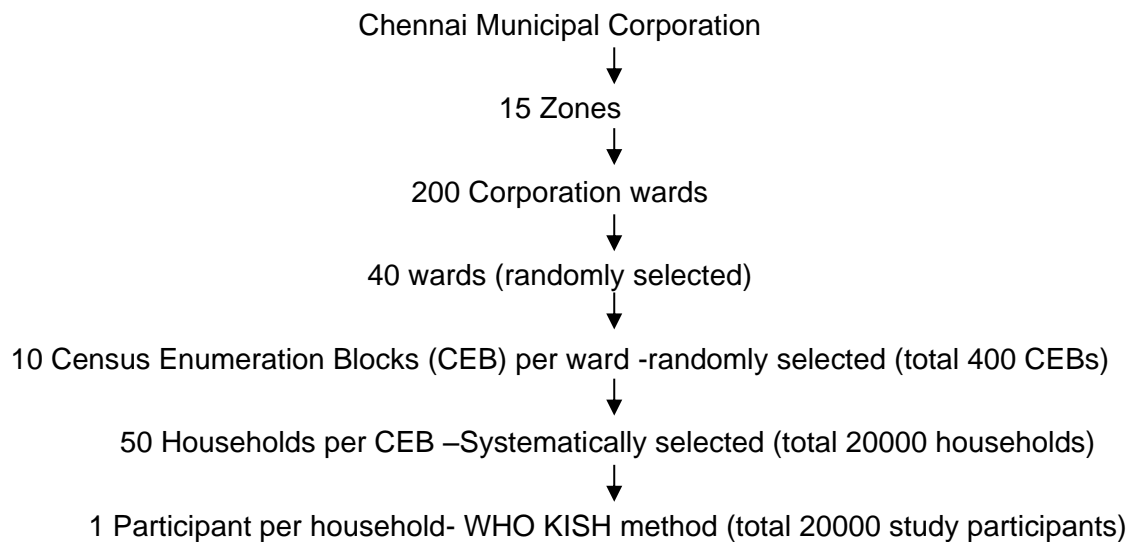 Chennai Municipal Corporation
15 Zones
200 Corporation wards
40 wards (randomly selected)
10 Census Enumeration Blocks (CEB) per ward -randomly selected (total 400 CEBs)
50 Households per CEB –Systematically selected (total 20000 households)
1 Participant per household- WHO KISH method (total 20000 study participants)